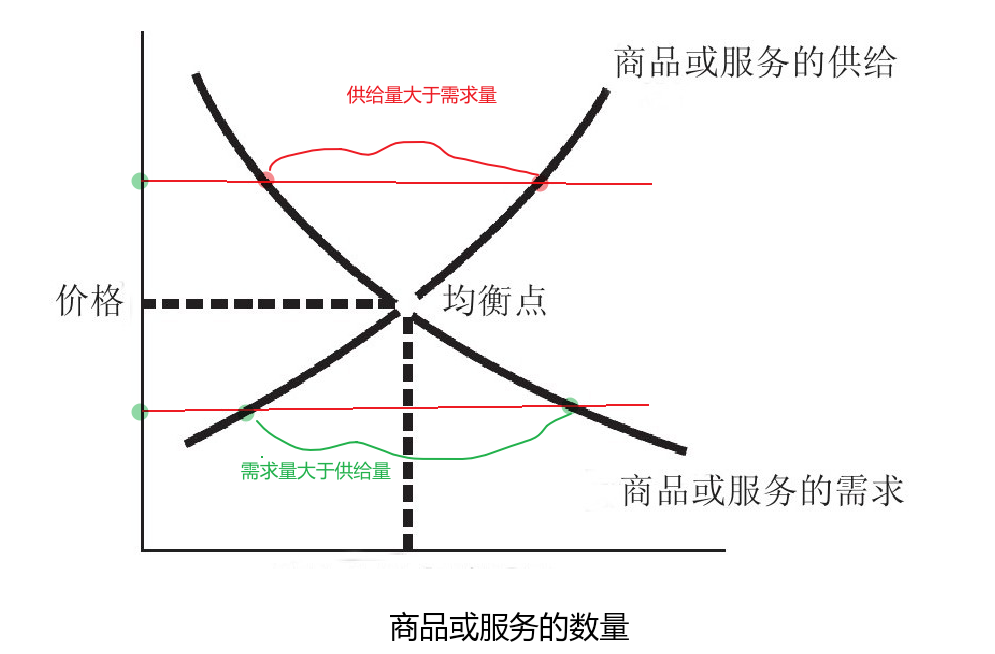 商品或服务的供给
供给量大于需求量
价格
均衡点
需求量大于供给量
商品或服务的需求
商品或服务的数量